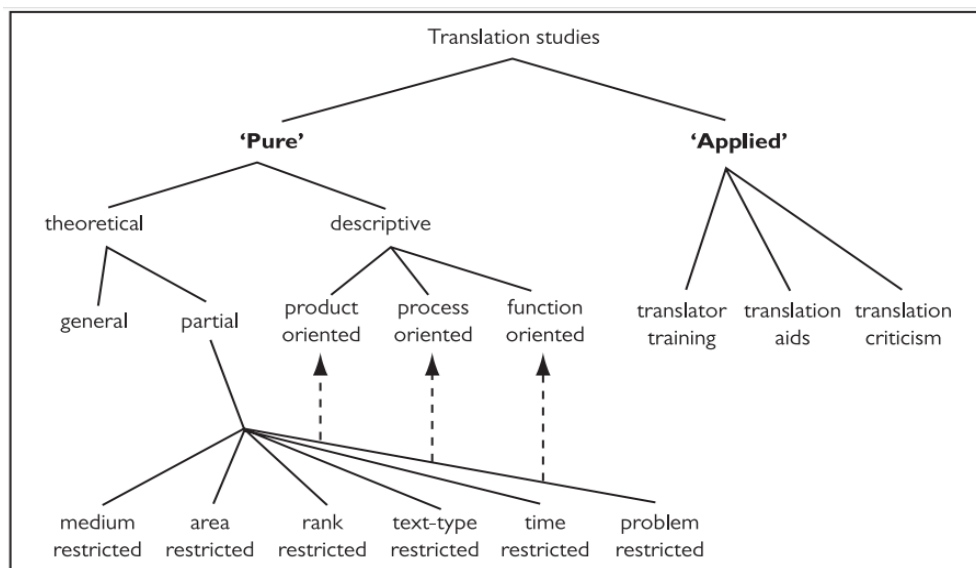 Translation studies
‘Pure’
‘Applied’
theoretical
descriptive
general
partial
product
oriented
process
oriented
function
oriented
translator
training
translation
aids
translation
criticism
medium
restricted
area
restricted
rank
restricted
text-type
restricted
time
restricted
problem
restricted